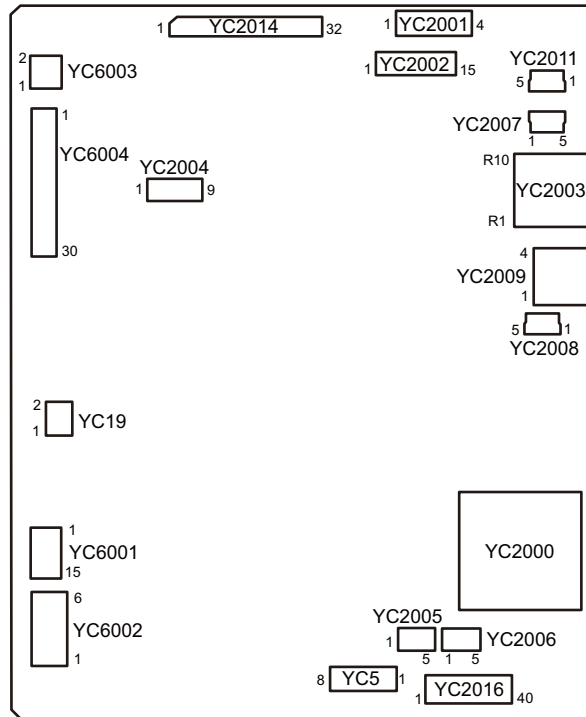 1 YC2014 32
1 YC2001 4
2
1 YC6003
1 YC2002 15
YC2011
5 1
1
YC6004
30
YC2004
1 9
YC2007
1 5
R10
YC2003
R1
4
YC2009
1
5 1
YC2008
2
1 YC19
1
YC6001
15
6
YC6002
1
YC2000
YC2005
1
5
YC2006
1 5
8 YC5 1
1 YC2016 40